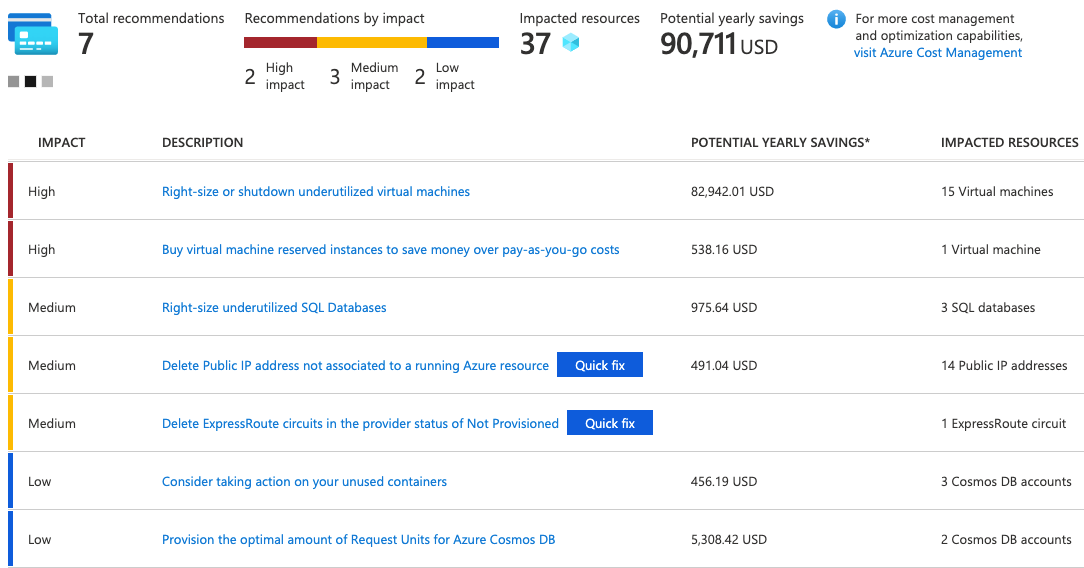 Total recommendations
7
Recommendations by impact
2 High impact
3 Medium impact
2 Low impact
Impacted resources
37
Potential yearly savings
90,711 USD
For more cost management
and optimization capabilities,
visit Azure Cost Management
IMPACT DESCRIPTION POTENTIAL YEARLY SAVINGS* IMPACTED RESOURCES
High Right-size or shutdown underutilized virtual machines 82,942.01 USD 15 Virtual machines
High Buy virtual machine reserved instances to save money over pay-as-you-go costs 538.16 USD 1 Virtual machine
Medium Right-size underutilized SQL Databases 975.64 USD 3 SQL databases
Medium Delete Public IP address not associated to a running Azure resource Quick fix 491.04 USD 14 Public IP addresses
Medium Delete ExpressRoute circuits in the provider status of Not Provisioned Quick fix 1 ExpressRoute circuit
Low Consider taking action on your unused containers 456.19 USD 3 Cosmos DB accounts
Low Provision the optimal amount of Request Units for Azure Cosmos DB 5,308.42 USD 2 Cosmos DB accounts